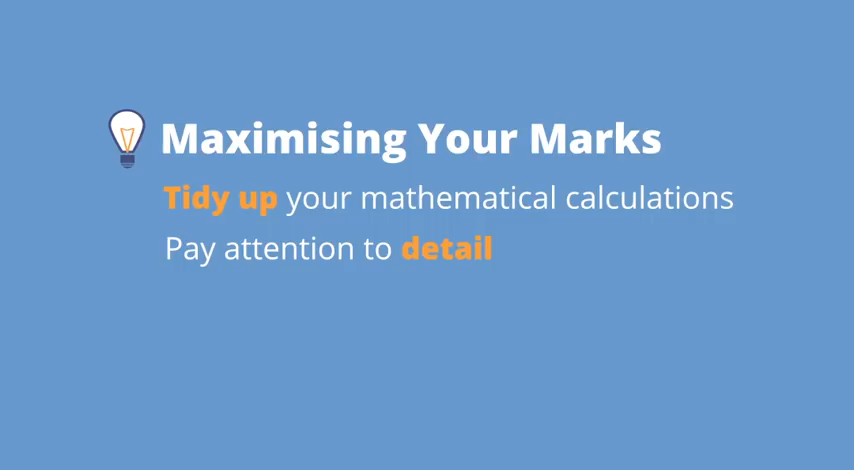 Maximising Your Marks
Tidy up your mathematical calculations
Pay attention to detail